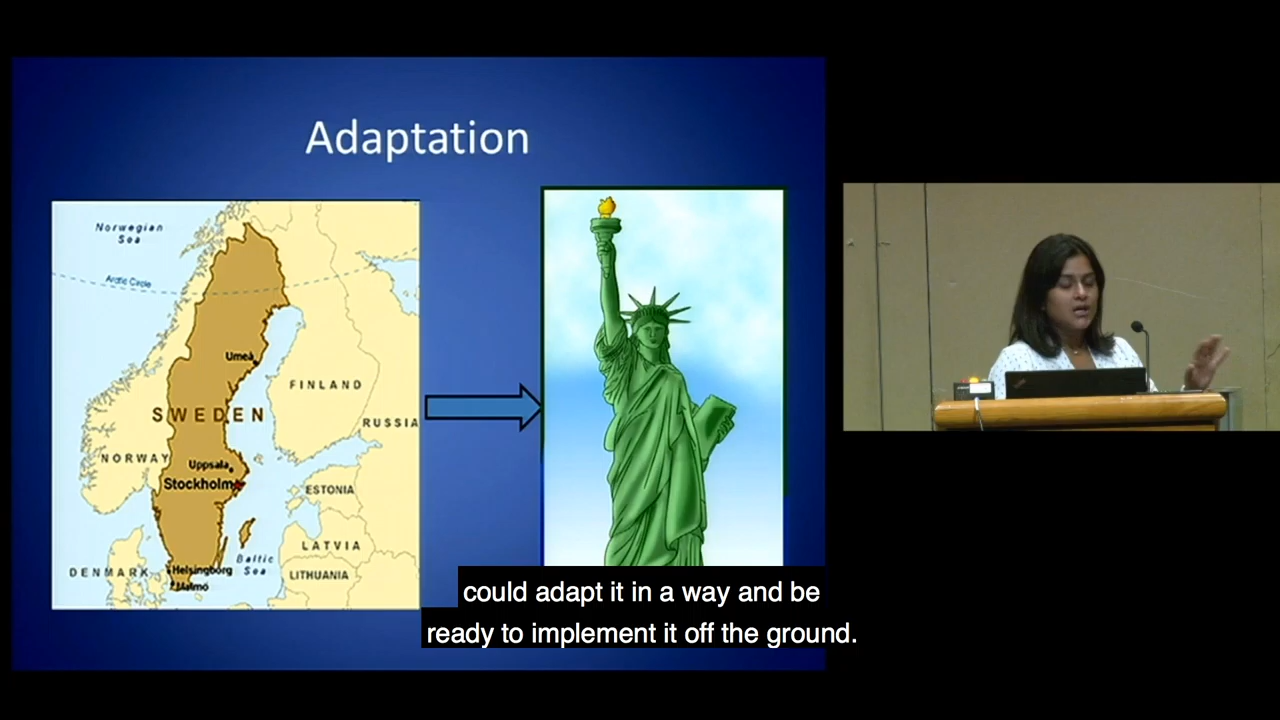 Adaptation
Norwegian
Sea
Arctic Circle
Umeå
FINLAND
SWEDEN
RUSSIA
NORWAY
Uppsala
Stockholm
ESTONIA
LATVIA
Baltic
Sea
DENMARK
Helsingborg
LITHUANIA
Malmö
could adapt it in a way and be
ready to implement it off the ground.